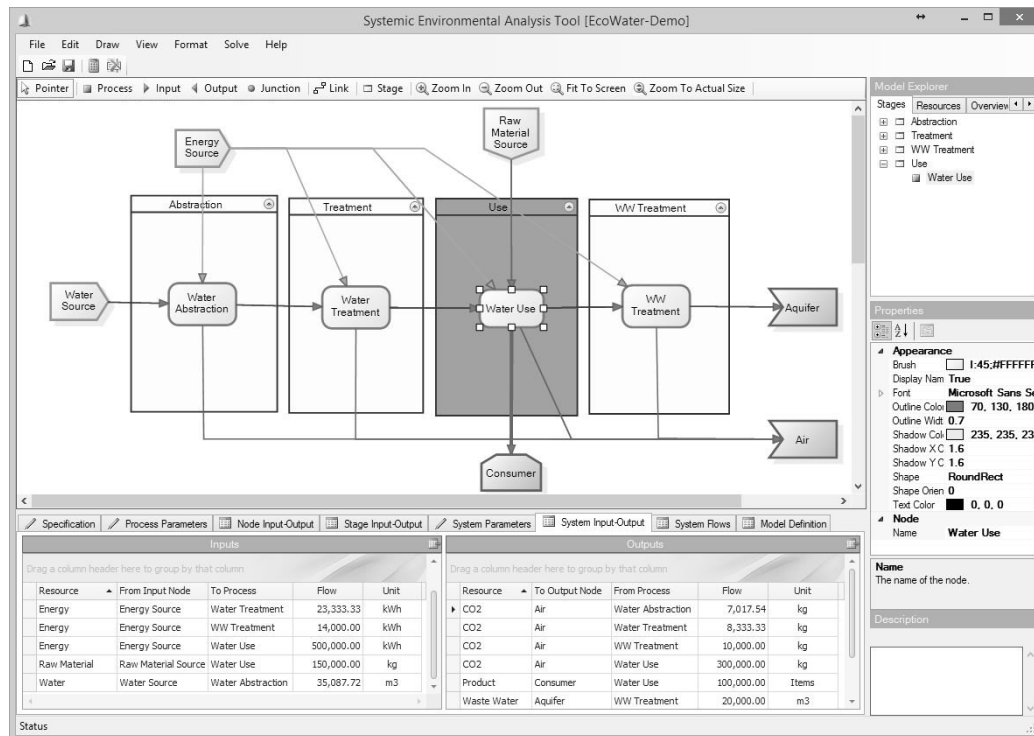 Systemic Environmental Analysis Tool [EcoWater-Demo]
File Edit Draw View Format Solve Help
Pointer Process Input Output Junction Link Stage Zoom In Zoom Out Fit To Screen Zoom To Actual Size
Energy Source
Raw Material Source
Abstraction
Treatment
Use
WW Treatment
Water Source
Water Abstraction
Water Treatment
Water Use
WW Treatment
Aquifer
Air
Consumer
Model Explorer
Stages Resources Overview
Abstraction
Treatment
WW Treatment
Use
Water Use
Properties
Appearance
Brush I:45;#FFFFFF
Display Nam True
Font Microsoft Sans Se
Outline Color 70, 130, 180
Outline Widt 0.7
Shadow Col 235, 235, 23
Shadow X C 1.6
Shadow Y C 1.6
Shape RoundRect
Shape Orien 0
Text Color 0, 0, 0
Node
Name Water Use
Name
The name of the node.
Description
Specification Process Parameters Node Input-Output Stage Input-Output System Parameters System Input-Output System Flows Model Definition
Inputs
Drag a column header here to group by that column
Resource From Input Node To Process Flow Unit
Energy Energy Source Water Treatment 23,333.33 kWh
Energy Energy Source WW Treatment 14,000.00 kWh
Energy Energy Source Water Use 500,000.00 kWh
Raw Material Raw Material Source Water Use 150,000.00 kg
Water Water Source Water Abstraction 35,087.72 m3
Outputs
Drag a column header here to group by that column
Resource To Output Node From Process Flow Unit
CO2 Air Water Abstraction 7,017.54 kg
CO2 Air Water Treatment 8,333.33 kg
CO2 Air WW Treatment 10,000.00 kg
CO2 Air Water Use 300,000.00 kg
Product Consumer Water Use 100,000.00 Items
Waste Water Aquifer WW Treatment 20,000.00 m3
Status